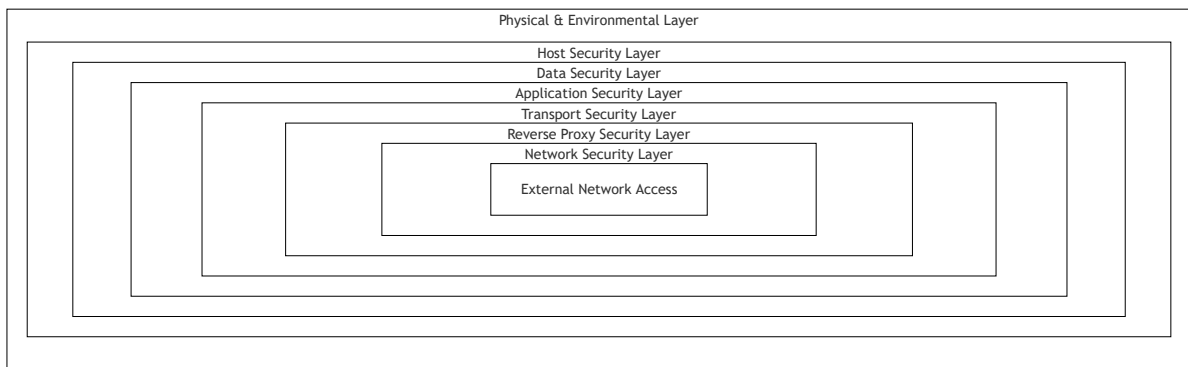 Physical & Environmental Layer
Host Security Layer
Data Security Layer
Application Security Layer
Transport Security Layer
Reverse Proxy Security Layer
Network Security Layer
External Network Access